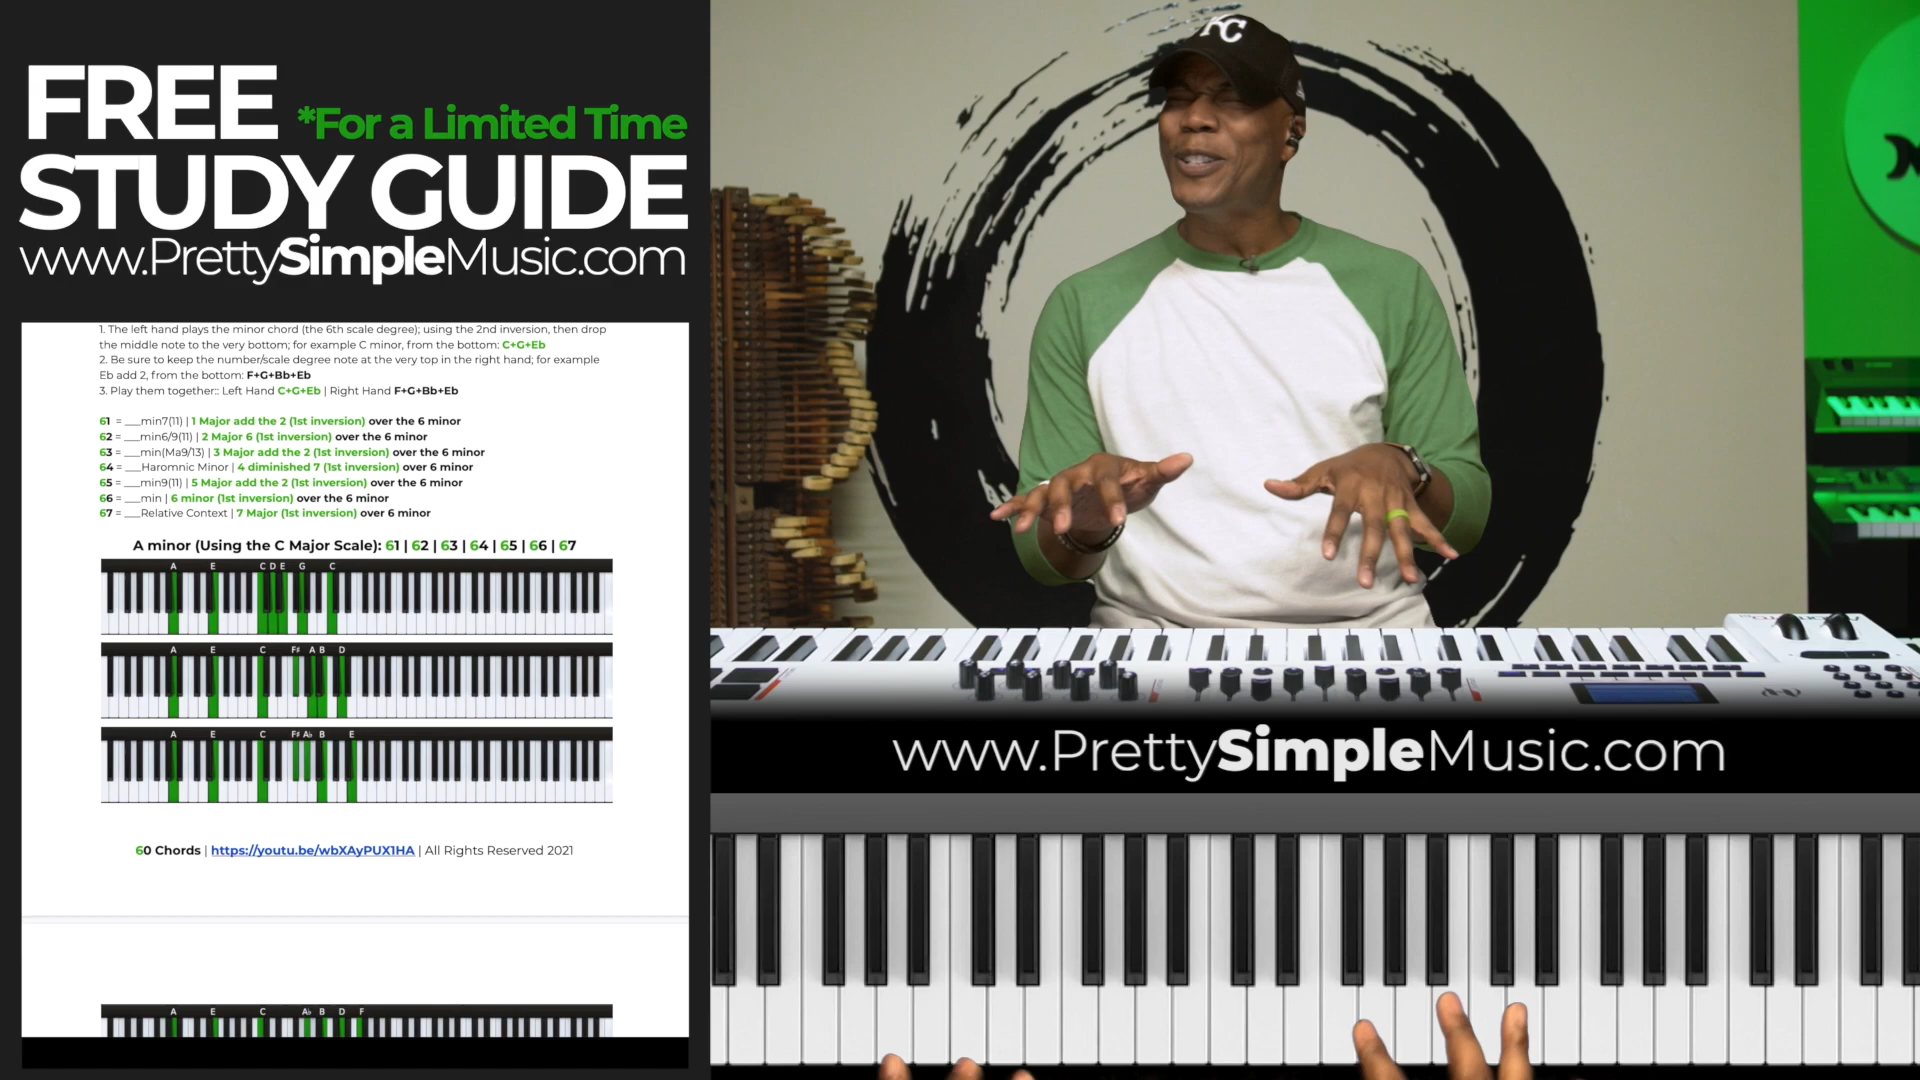 FREE *For a Limited Time
STUDY GUIDE
www.PrettySimpleMusic.com
1. The left hand plays the minor chord (the 6th scale degree); using the 2nd inversion, then drop
the middle note to the very bottom; for example C minor, from the bottom: C+G+Eb
2. Be sure to keep the number/scale degree note at the very top in the right hand; for example
Eb add 2, from the bottom: F+G+Bb+Eb
3. Play them together:: Left Hand C+G+Eb | Right Hand F+G+Bb+Eb
61 = ___min7(11) | 1 Major add the 2 (1st inversion) over the 6 minor
62 = ___min6/9(11) | 2 Major 6 (1st inversion) over the 6 minor
63 = ___min(Ma9/13) | 3 Major add the 2 (1st inversion) over the 6 minor
64 = ___Haromnic Minor | 4 diminished 7 (1st inversion) over 6 minor
65 = ___min9(11) | 5 Major add the 2 (1st inversion) over the 6 minor
66 = ___min | 6 minor (1st inversion) over the 6 minor
67 = ___Relative Context | 7 Major (1st inversion) over 6 minor
A minor (Using the C Major Scale): 61 | 62 | 63 | 64 | 65 | 66 | 67
A E C D E G C
A E C F# A B D
A E C F# Ab B E
60 Chords | https://youtu.be/wbXAyPUX1HA | All Rights Reserved 2021
A E C Ab B D F
KC
www.PrettySimpleMusic.com